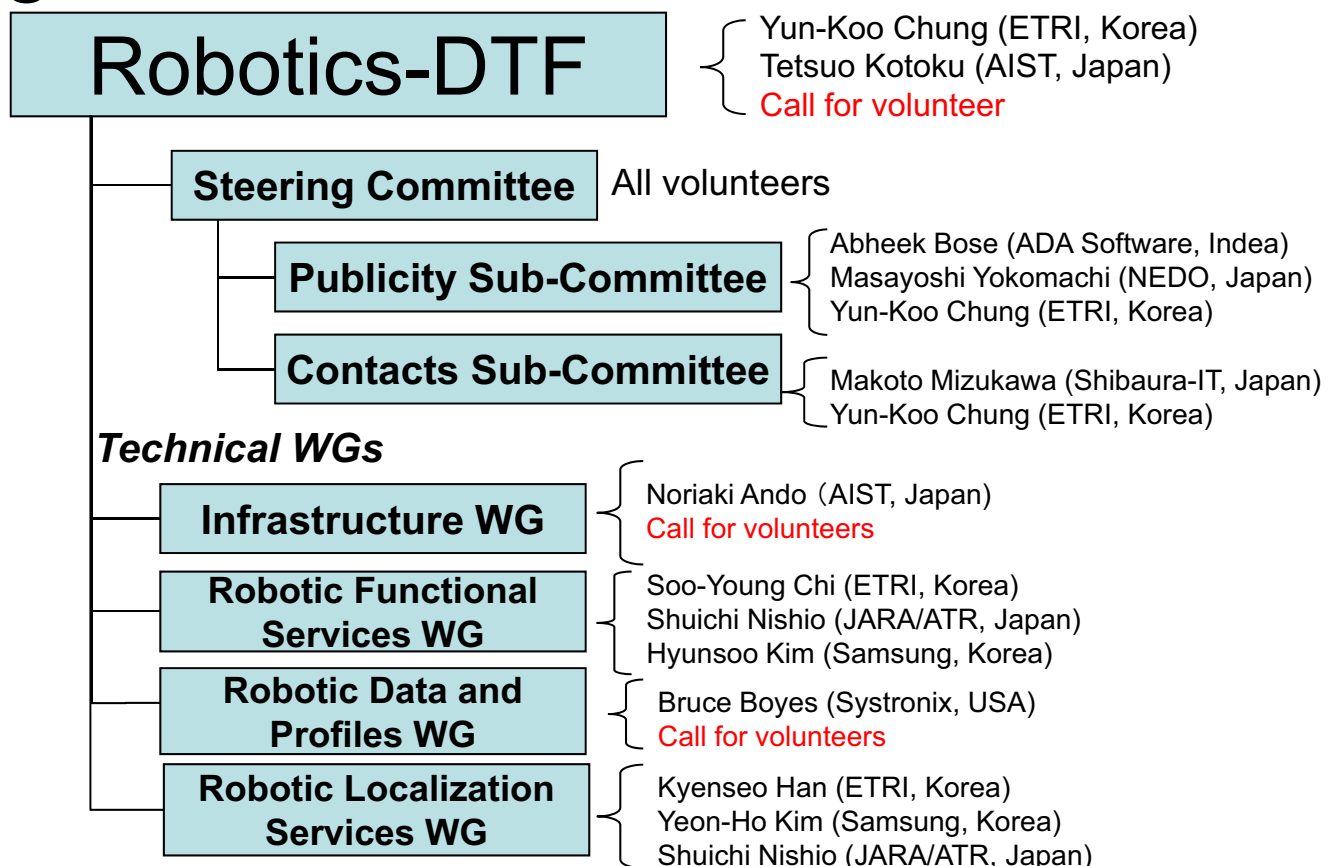 Robotics-DTF
Yun-Koo Chung (ETRI, Korea)
Tetsuo Kotoku (AIST, Japan)
Call for volunteer
Steering Committee
All volunteers
Publicity Sub-Committee
Abheek Bose (ADA Software, Indea)
Masayoshi Yokomachi (NEDO, Japan)
Yun-Koo Chung (ETRI, Korea)
Contacts Sub-Committee
Makoto Mizukawa (Shibaura-IT, Japan)
Yun-Koo Chung (ETRI, Korea)
Technical WGs
Infrastructure WG
Noriaki Ando（AIST, Japan)
Call for volunteers
Robotic Functional
Services WG
Soo-Young Chi (ETRI, Korea)
Shuichi Nishio (JARA/ATR, Japan)
Hyunsoo Kim (Samsung, Korea)
Robotic Data and
Profiles WG
Bruce Boyes (Systronix, USA)
Call for volunteers
Robotic Localization
Services WG
Kyenseo Han (ETRI, Korea)
Yeon-Ho Kim (Samsung, Korea)
Shuichi Nishio (JARA/ATR, Japan)